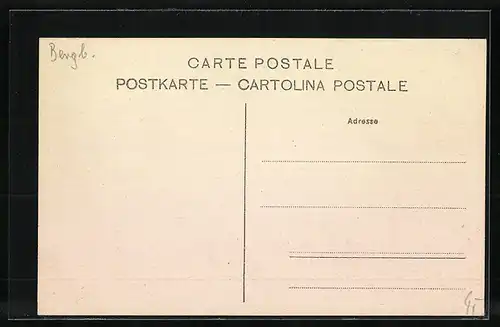 Bergb.
CARTE POSTALE
POSTKARTE — CARTOLINA POSTALE
Adresse